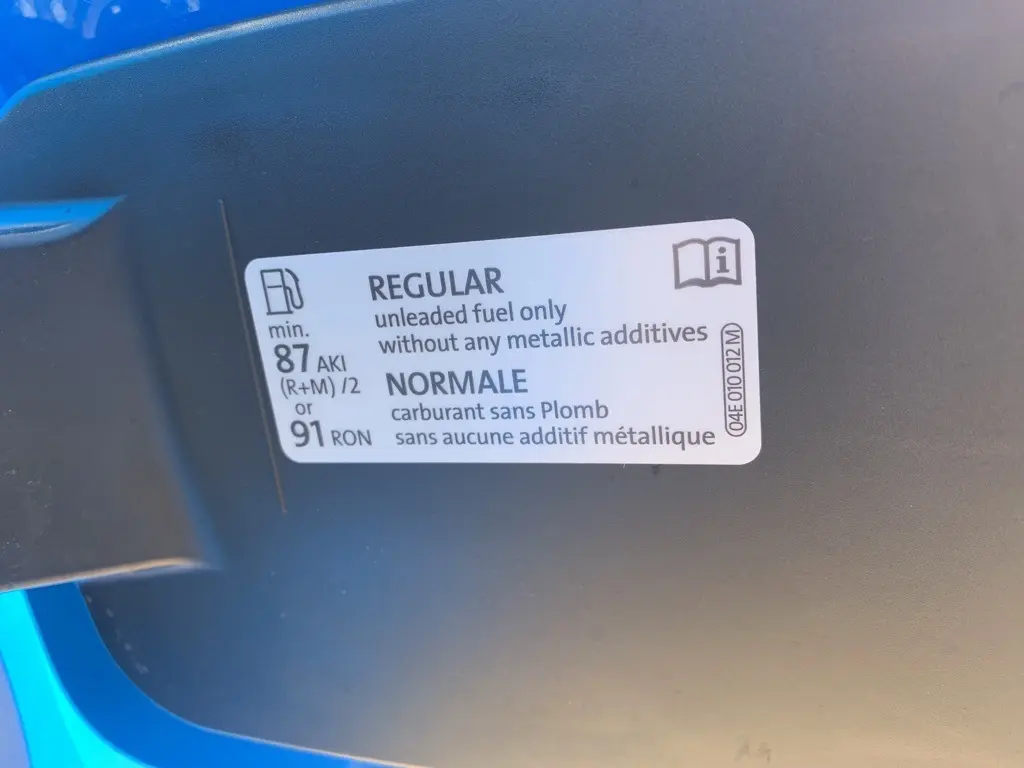 min.
87 AKI
(R+M) /2
or
91 RON
REGULAR
unleaded fuel only
without any metallic additives
NORMALE
carburant sans Plomb
sans aucune additif métallique
i
04E 010 012 M